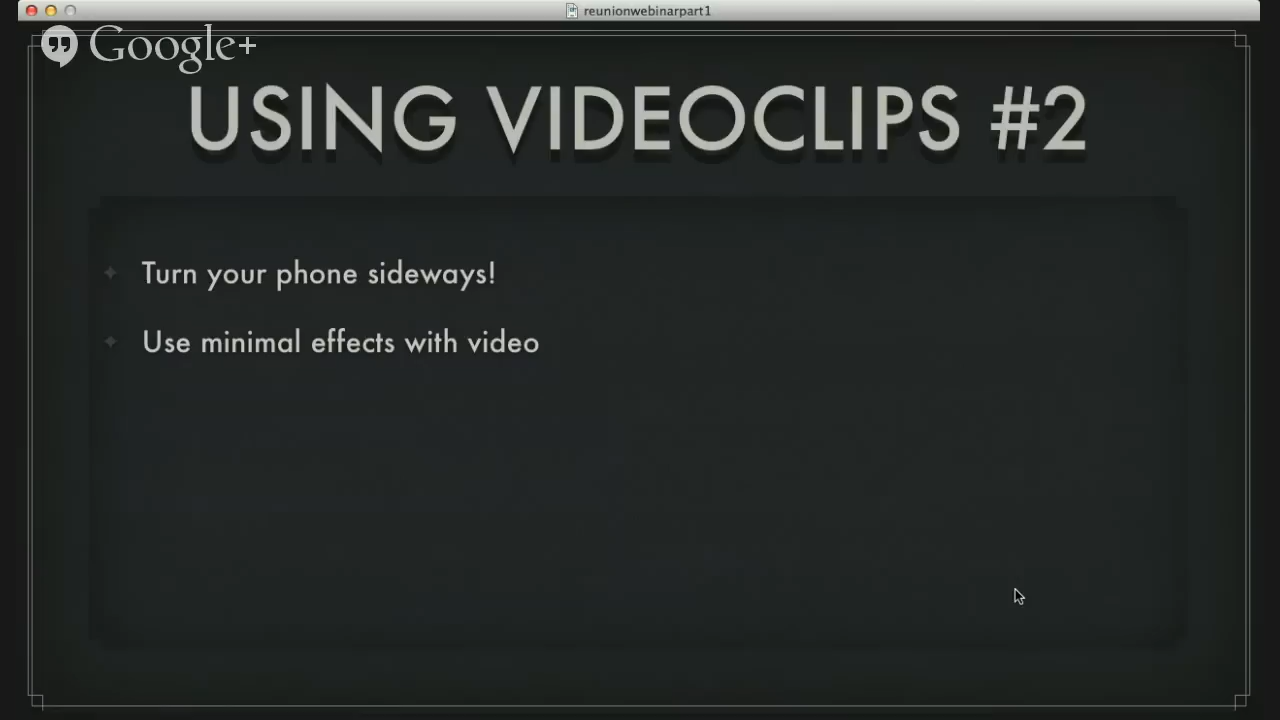 reunionwebinarpart1
Google+
USING VIDEOCLIPS #2
Turn your phone sideways!
Use minimal effects with video